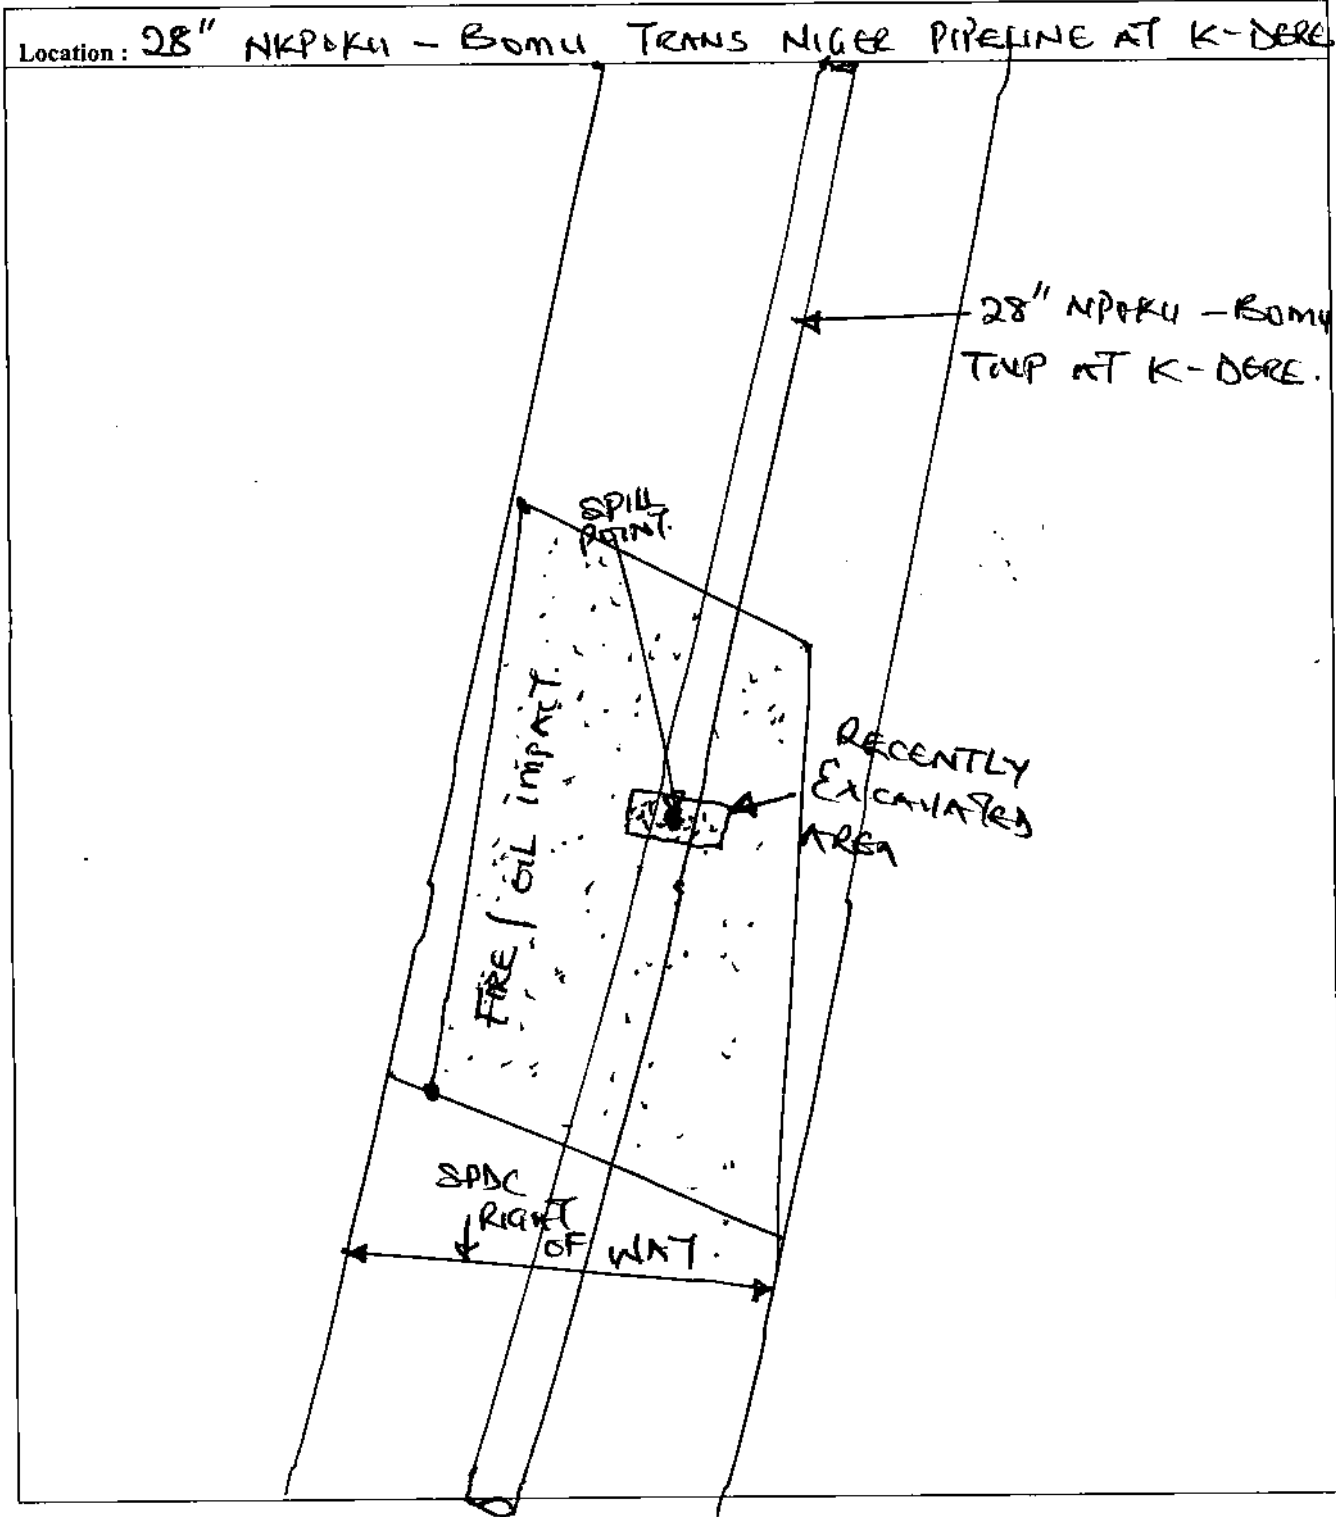 Location : 28" NKPOKU - BOMU TRANS NIGER PIPELINE AT K-DERE
28" NPOKU - BOMU
TNP AT K-DERE.
SPILL
POINT.
FIRE / OIL IMPACT.
RECENTLY
EXCAVATED
AREA
SPDC
RIGHT
OF WAY.